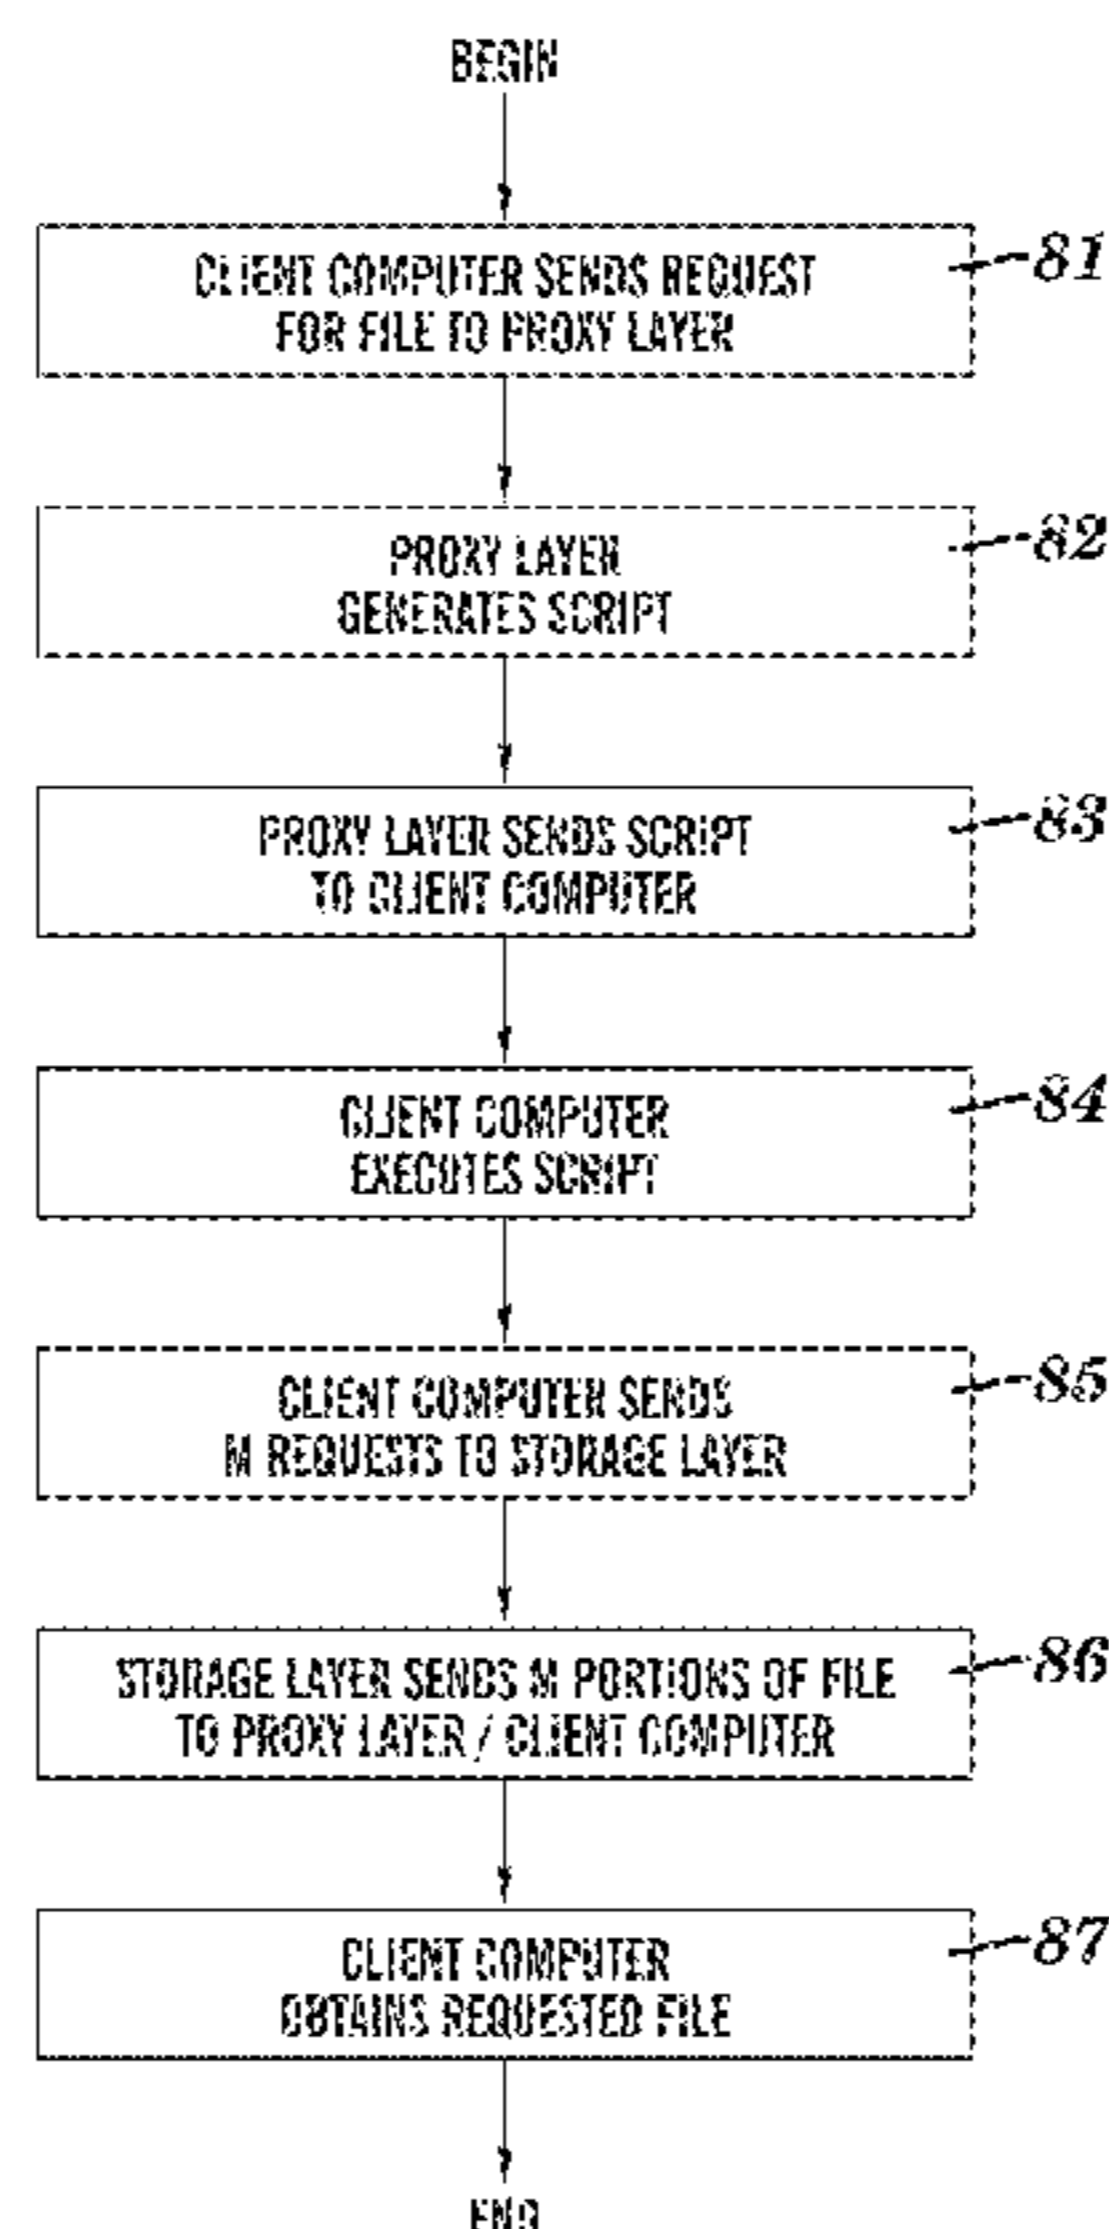 BEGIN
CLIENT COMPUTER SENDS REQUEST
FOR FILE TO PROXY LAYER
81
PROXY LAYER
GENERATES SCRIPT
82
PROXY LAYER SENDS SCRIPT
TO CLIENT COMPUTER
83
CLIENT COMPUTER
EXECUTES SCRIPT
84
CLIENT COMPUTER SENDS
M REQUESTS TO STORAGE LAYER
85
STORAGE LAYER SENDS M PORTIONS OF FILE
TO PROXY LAYER / CLIENT COMPUTER
86
CLIENT COMPUTER
OBTAINS REQUESTED FILE
87
END